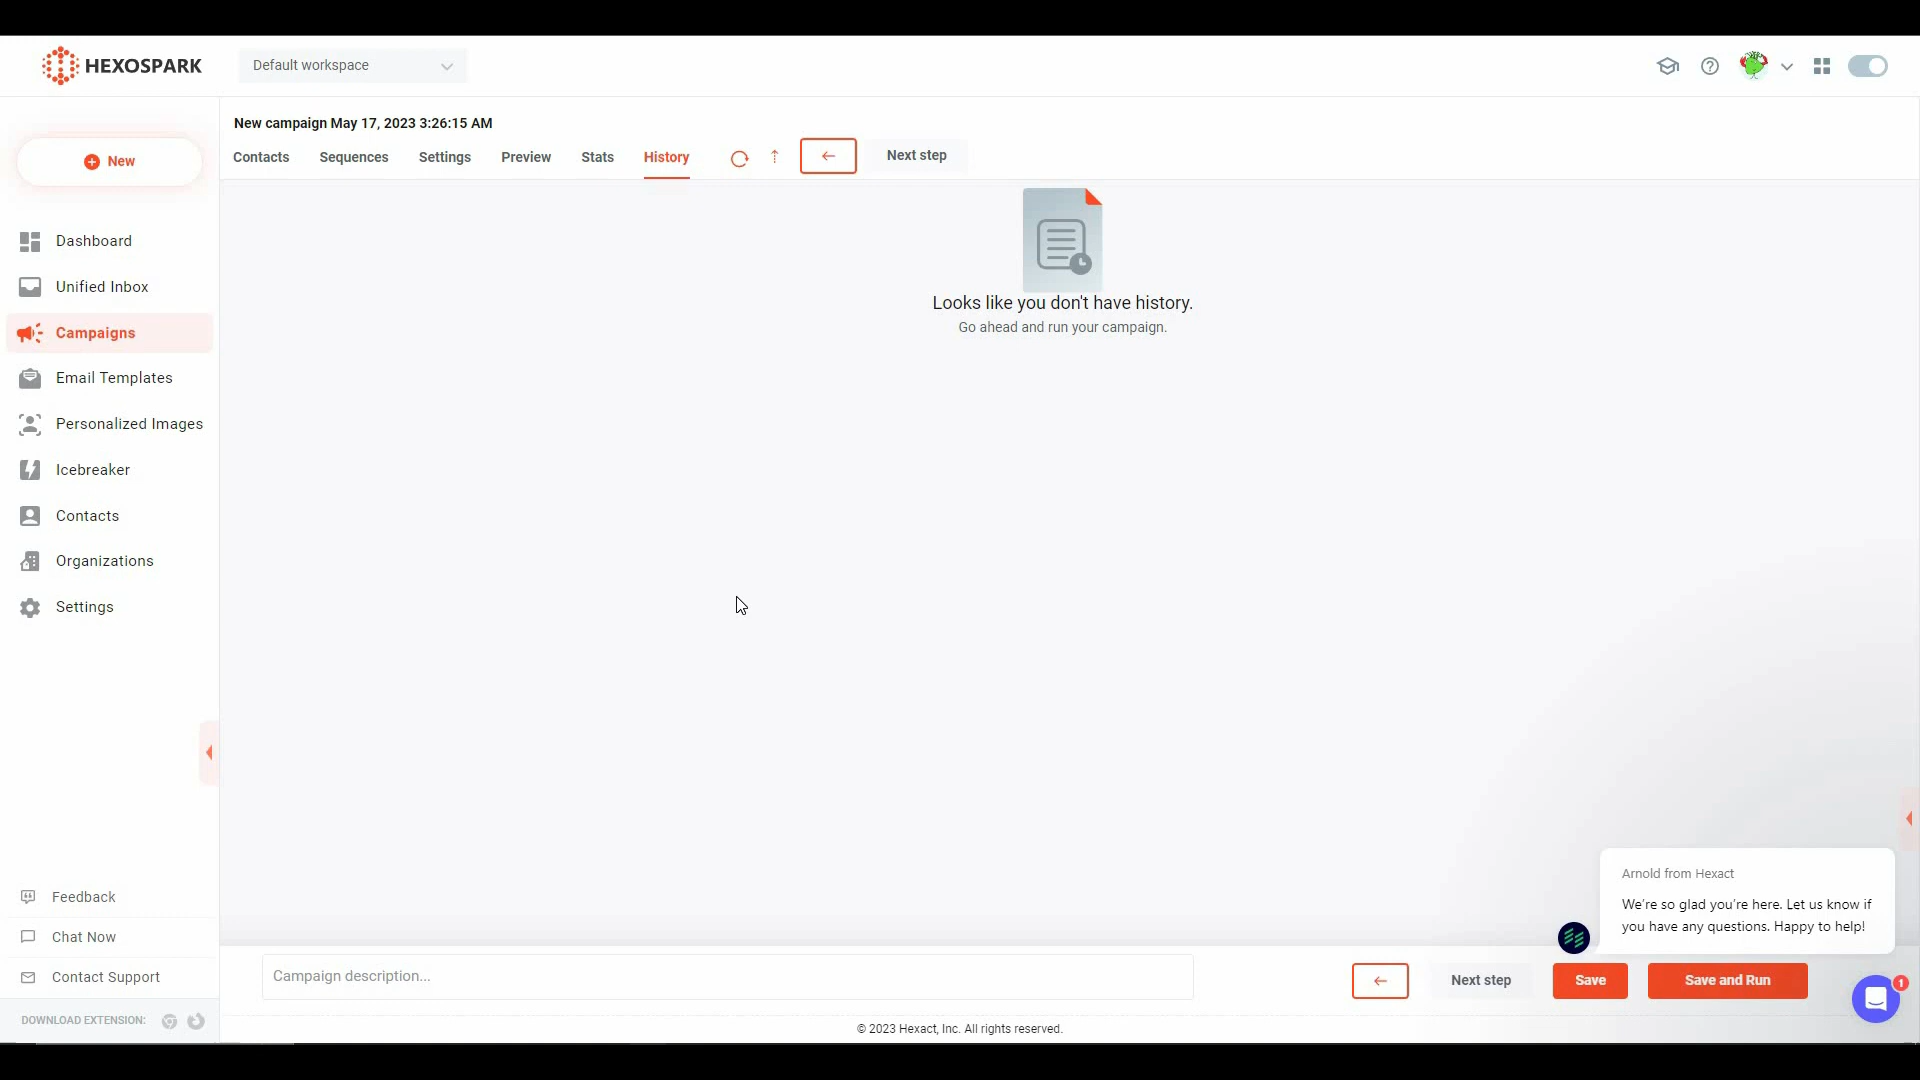 HEXOSPARK
Default workspace
New campaign May 17, 2023 3:26:15 AM
Contacts
Sequences
Settings
Preview
Stats
History
Next step
New
Dashboard
Unified Inbox
Campaigns
Email Templates
Personalized Images
Icebreaker
Contacts
Organizations
Settings
Looks like you don't have history.
Go ahead and run your campaign.
Feedback
Chat Now
Contact Support
DOWNLOAD EXTENSION:
Arnold from Hexact
We're so glad you're here. Let us know if
you have any questions. Happy to help!
Campaign description...
Next step
Save
Save and Run
1
© 2023 Hexact, Inc. All rights reserved.